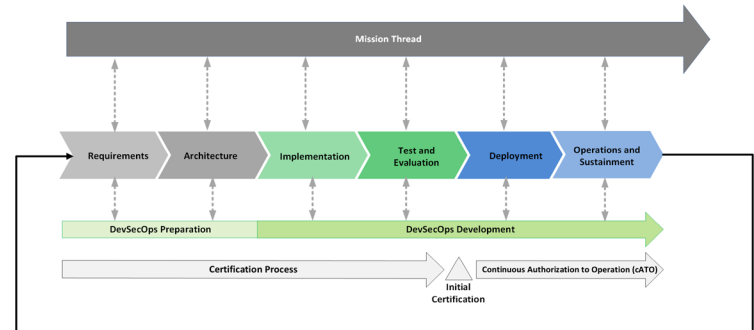 Mission Thread
Requirements
Architecture
Implementation
Test and
Evaluation
Deployment
Operations and
Sustainment
DevSecOps Preparation
DevSecOps Development
Certification Process
Initial
Certification
Continuous Authorization to Operation (cATO)